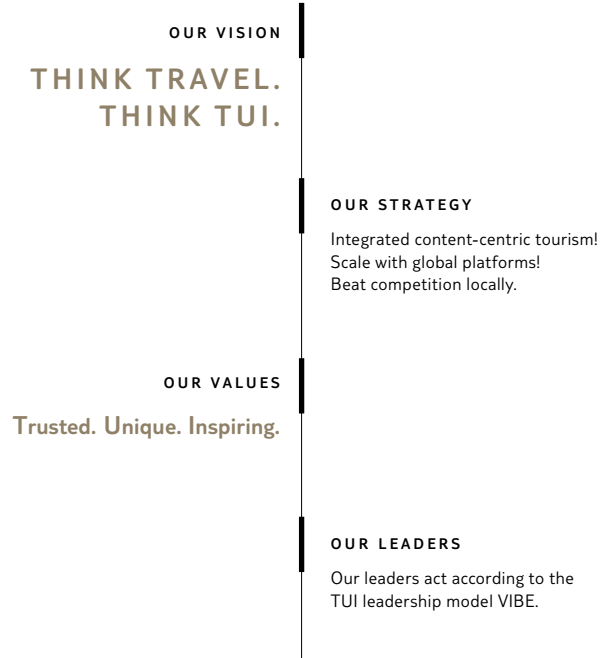 OUR VISION
THINK TRAVEL.
THINK TUI.
OUR STRATEGY
Integrated content-centric tourism!
Scale with global platforms!
Beat competition locally.
OUR VALUES
Trusted. Unique. Inspiring.
OUR LEADERS
Our leaders act according to the
TUI leadership model VIBE.